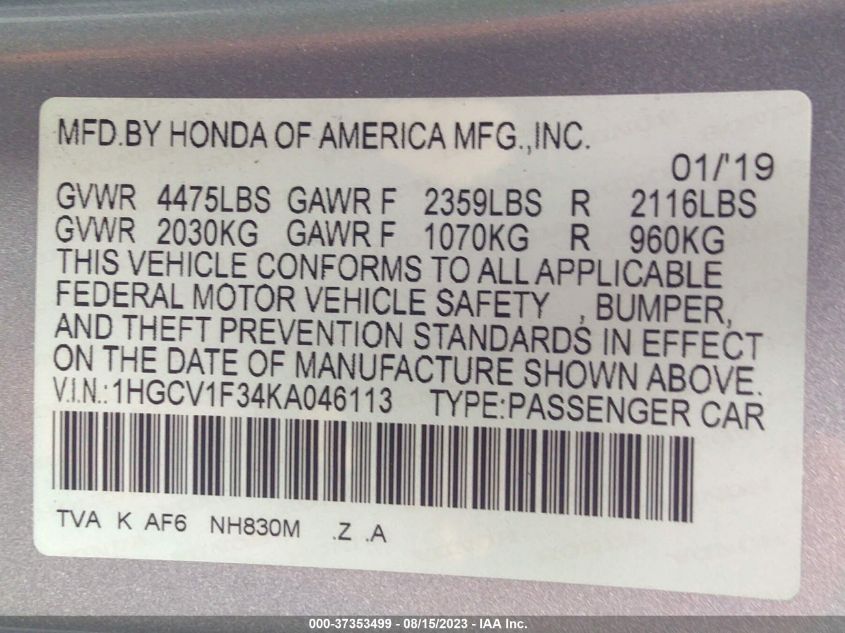 MFD.BY HONDA OF AMERICA MFG.,INC.
01/'19
GVWR 4475LBS GAWR F 2359LBS R 2116LBS
GVWR 2030KG GAWR F 1070KG R 960KG
THIS VEHICLE CONFORMS TO ALL APPLICABLE
FEDERAL MOTOR VEHICLE SAFETY , BUMPER,
AND THEFT PREVENTION STANDARDS IN EFFECT
ON THE DATE OF MANUFACTURE SHOWN ABOVE.
V.I.N.:1HGCV1F34KA046113 TYPE:PASSENGER CAR
TVA K AF6 NH830M .Z .A
000-37353499 - 08/15/2023 - IAA Inc.